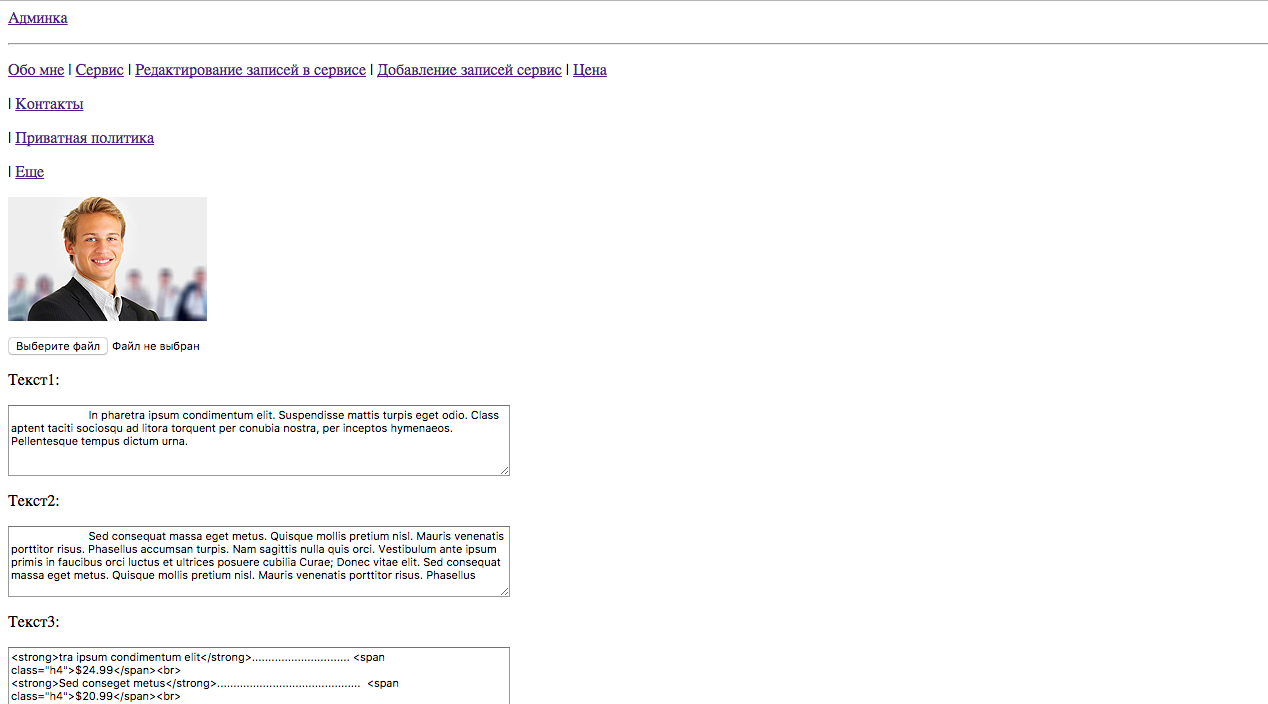 Админка
Обо мне | Сервис | Редактирование записей в сервисе | Добавление записей сервис | Цена
| Контакты
| Приватная политика
| Еще
Выберите файл Файл не выбран
Текст1:
In pharetra ipsum condimentum elit. Suspendisse mattis turpis eget odio. Class
aptent taciti sociosqu ad litora torquent per conubia nostra, per inceptos hymenaeos.
Pellentesque tempus dictum urna.
Текст2:
Sed consequat massa eget metus. Quisque mollis pretium nisl. Mauris venenatis
porttitor risus. Phasellus accumsan turpis. Nam sagittis nulla quis orci. Vestibulum ante ipsum
primis in faucibus orci luctus et ultrices posuere cubilia Curae; Donec vitae elit. Sed consequat
massa eget metus. Quisque mollis pretium nisl. Mauris venenatis porttitor risus. Phasellus
Текст3:
<strong>tra ipsum condimentum elit</strong>.............................. <span
class="h4">$24.99</span><br>
<strong>Sed conseget metus</strong>............................................ <span
class="h4">$20.99</span><br>